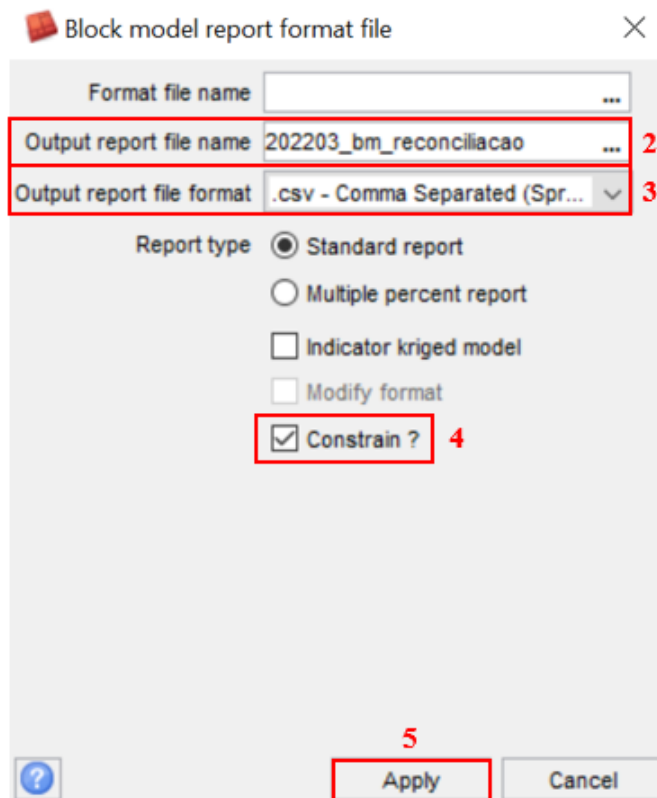 Block model report format file
Format file name ...
Output report file name 202203_bm_reconciliacao ... 2
Output report file format .csv - Comma Separated (Spr... 3
Report type Standard report
Multiple percent report
Indicator kriged model
Modify format
Constrain ? 4
5
? Apply Cancel